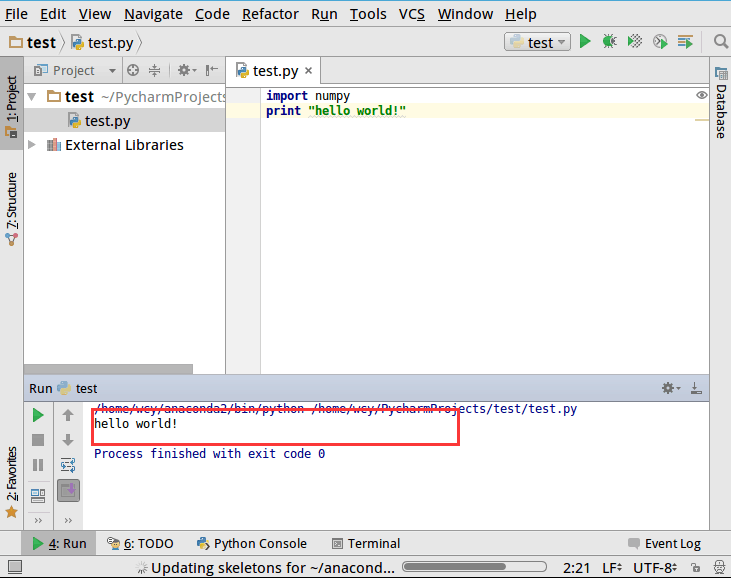 File Edit View Navigate Code Refactor Run Tools VCS Window Help
test test.py test
Project test.py ×
1: Project
test ~/PycharmProjects
test.py
External Libraries
7: Structure
import numpy
print "hello world!"
Database
Run test
/home/wcy/anaconda2/bin/python /home/wcy/PycharmProjects/test/test.py
hello world!
Process finished with exit code 0
2: Favorites
4: Run 6: TODO Python Console Terminal Event Log
Updating skeletons for ~/anacond... 2:21 LF UTF-8